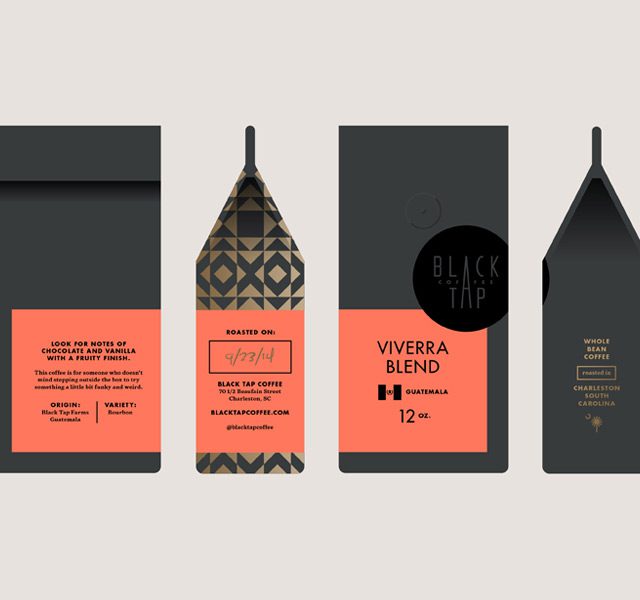 LOOK FOR NOTES OF
CHOCOLATE AND VANILLA
WITH A FRUITY FINISH.
This coffee is for someone who doesn't
mind stepping outside the box to try
something a little bit funky and weird.
ORIGIN:
Black Tap Farms
Guatemala
VARIETY:
Bourbon
ROASTED ON:
9/23/14
BLACK TAP COFFEE
70 1/2 Beaufain Street
Charleston, SC
BLACKTAPCOFFEE.COM
@blacktapcoffee
BLACK
COFFEE
TAP
VIVERRA
BLEND
GUATEMALA
12 OZ.
WHOLE
BEAN
COFFEE
roasted in
CHARLESTON
SOUTH
CAROLINA